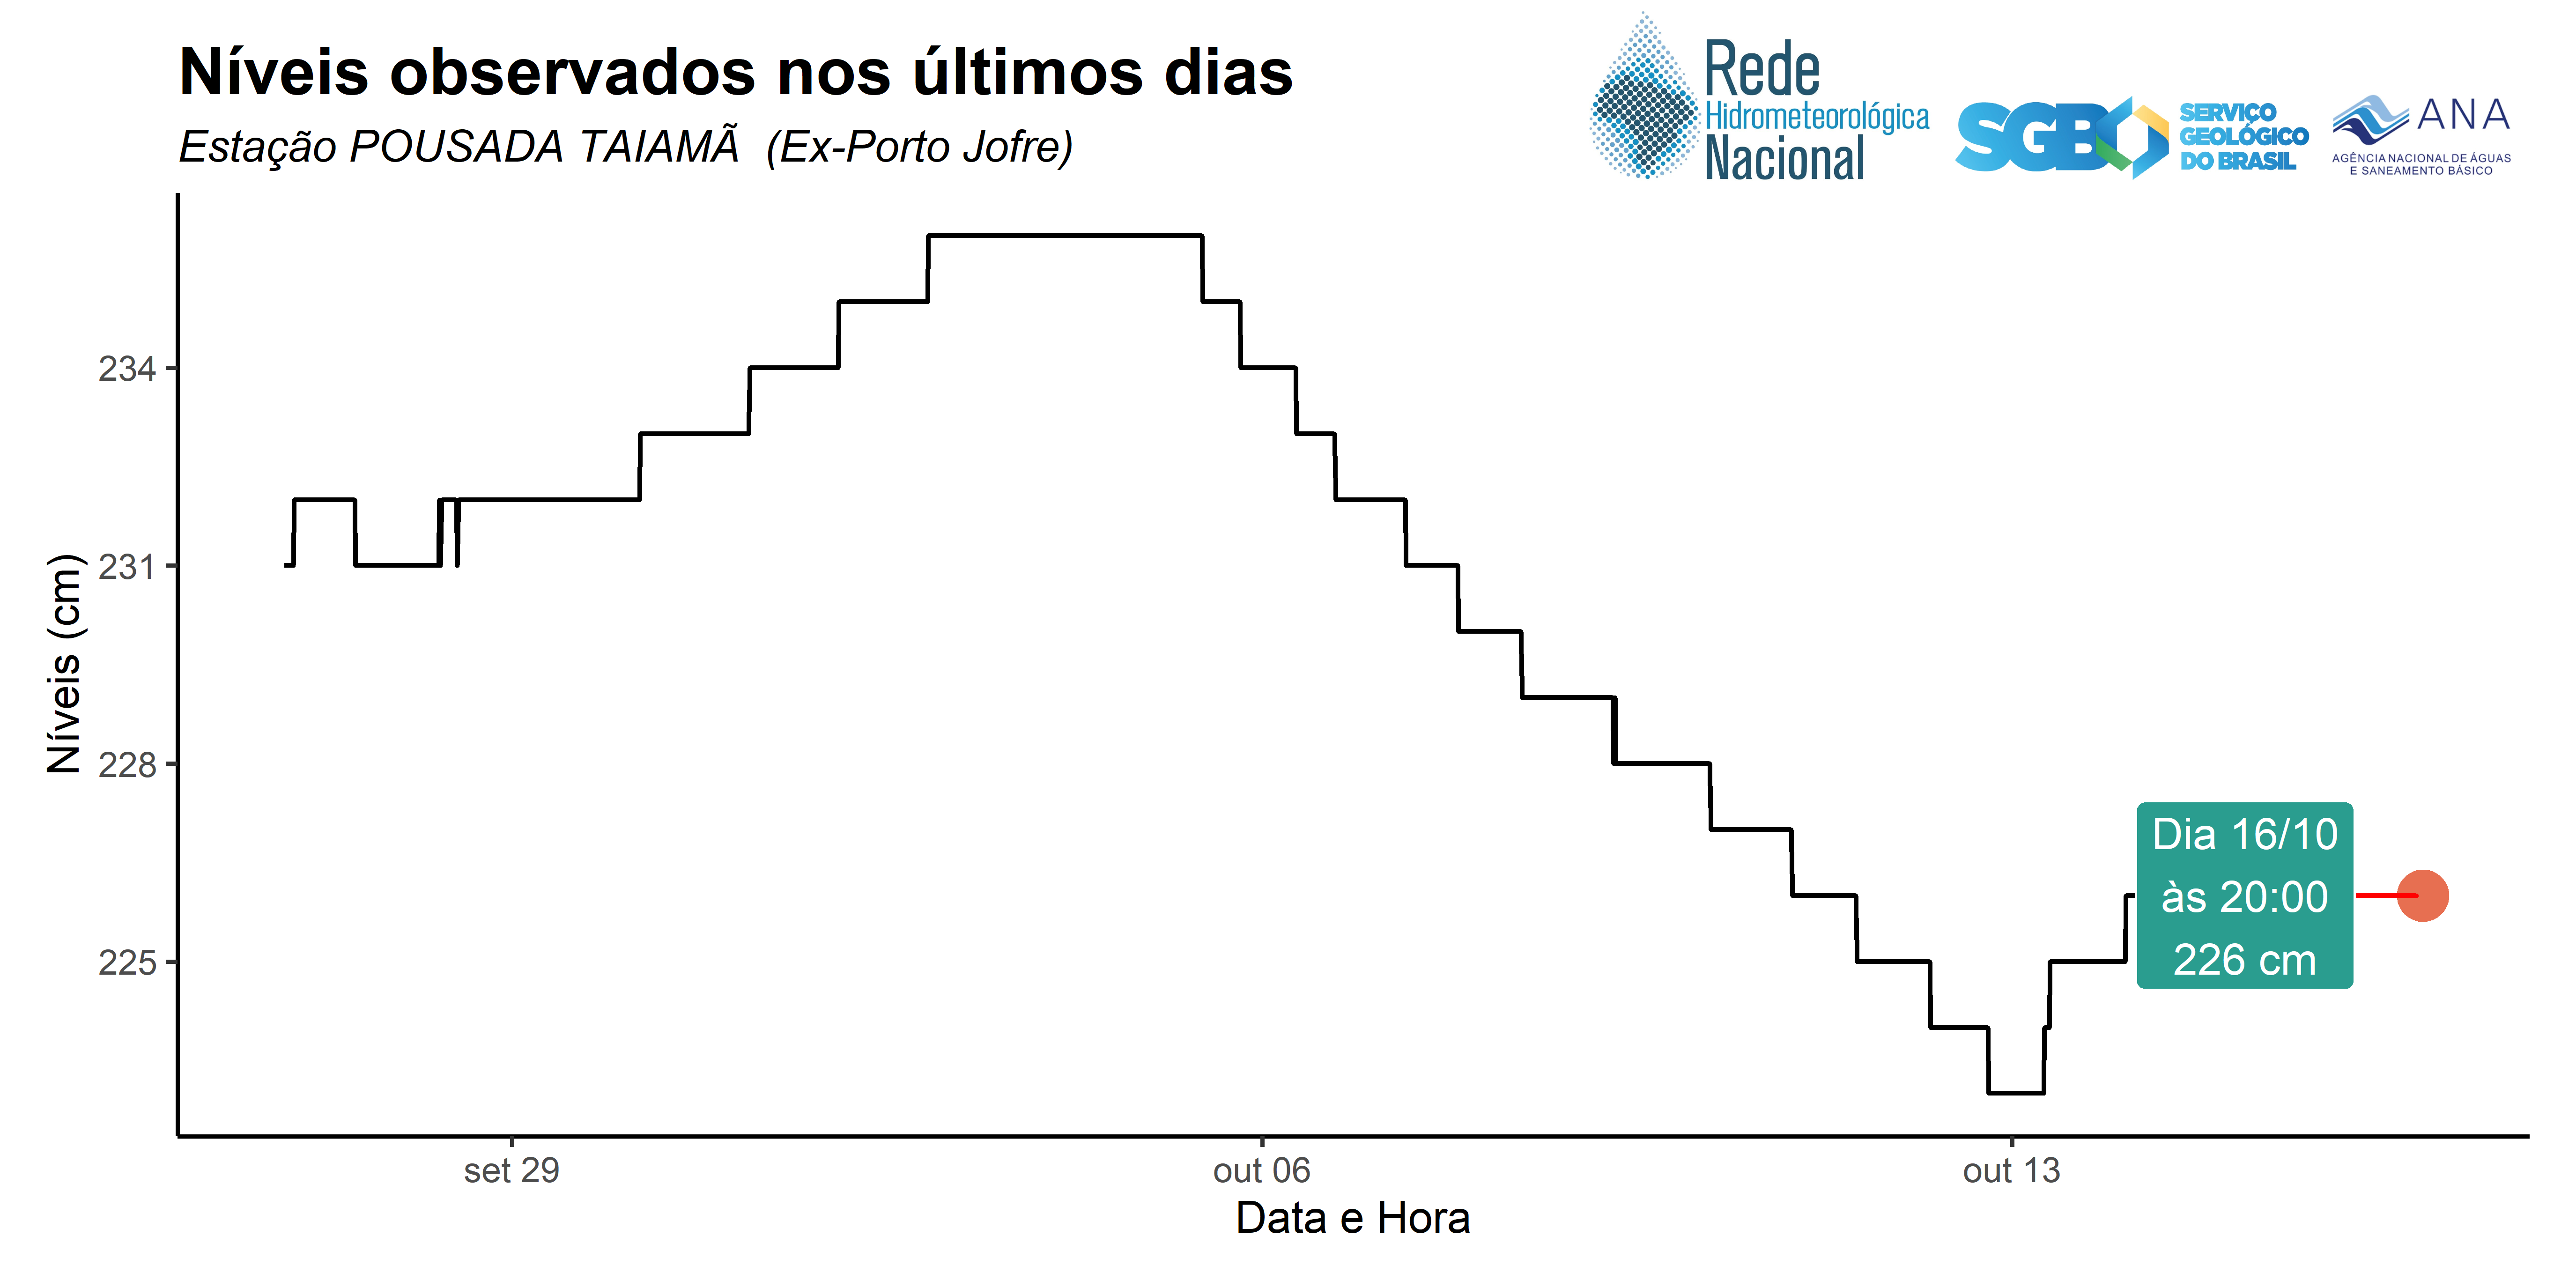 Níveis observados nos últimos dias
Estação POUSADA TAIAMÃ  (Ex-Porto Jofre)
Rede
Hidrometeorológica
Nacional
SGB
SERVIÇO
GEOLÓGICO
DO BRASIL
ANA
AGÊNCIA NACIONAL DE ÁGUAS
E SANEAMENTO BÁSICO
Níveis (cm)
234
231
228
225
Dia 16/10
às 20:00
226 cm
set 29
out 06
out 13
Data e Hora